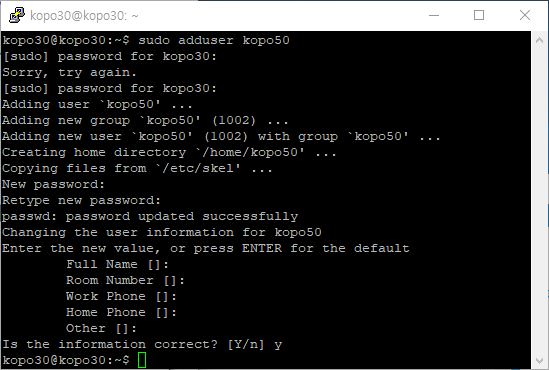 kopo30@kopo30: ~
kopo30@kopo30:~$ sudo adduser kopo50
[sudo] password for kopo30:
Sorry, try again.
[sudo] password for kopo30:
Adding user `kopo50' ...
Adding new group `kopo50' (1002) ...
Adding new user `kopo50' (1002) with group `kopo50' ...
Creating home directory `/home/kopo50' ...
Copying files from `/etc/skel' ...
New password:
Retype new password:
passwd: password updated successfully
Changing the user information for kopo50
Enter the new value, or press ENTER for the default
        Full Name []:
        Room Number []:
        Work Phone []:
        Home Phone []:
        Other []:
Is the information correct? [Y/n] y
kopo30@kopo30:~$